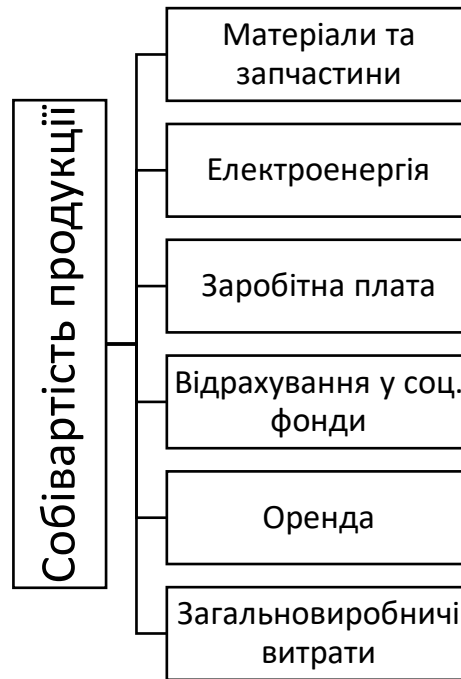 Собівартість продукції
Матеріали та
запчастини
Електроенергія
Заробітна плата
Відрахування у соц.
фонди
Оренда
Загальновиробничі
витрати